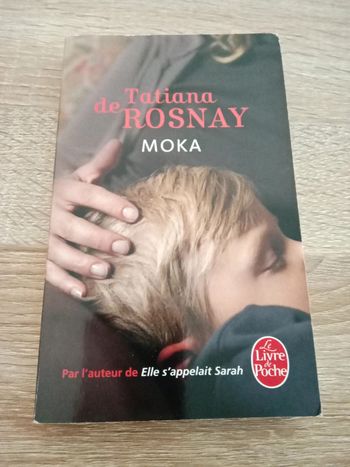 Tatiana
de ROSNAY
MOKA
Par l'auteur de Elle s'appelait Sarah
Le
Livre
de
Poche